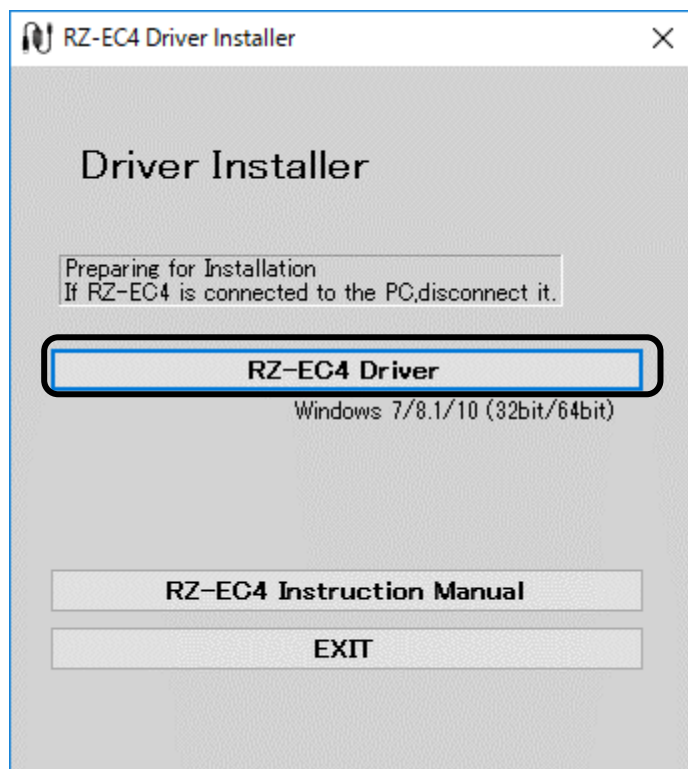 RZ-EC4 Driver Installer
Driver Installer
Preparing for Installation
If RZ-EC4 is connected to the PC,disconnect it.
RZ-EC4 Driver
Windows 7/8.1/10 (32bit/64bit)
RZ-EC4 Instruction Manual
EXIT